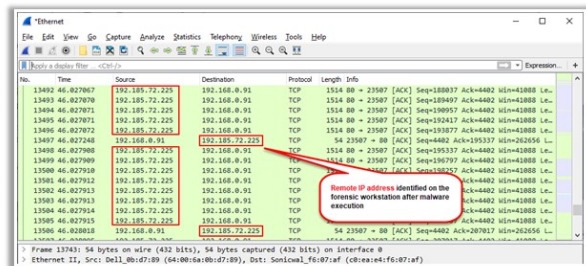 *Ethernet
File Edit View Go Capture Analyze Statistics Telephony Wireless Tools Help
Apply a display filter ... <Ctrl-/> Expression... +
No. Time Source Destination Protocol Length Info
13492 46.027067 192.185.72.225 192.168.0.91 TCP 1514 80 → 23507 [ACK] Seq=188037 Ack=4402 Win=41088 Le…
13493 46.027070 192.185.72.225 192.168.0.91 TCP 1514 80 → 23507 [ACK] Seq=189497 Ack=4402 Win=41088 Le…
13494 46.027071 192.185.72.225 192.168.0.91 TCP 1514 80 → 23507 [ACK] Seq=190957 Ack=4402 Win=41088 Le…
13495 46.027071 192.185.72.225 192.168.0.91 TCP 1514 80 → 23507 [ACK] Seq=192417 Ack=4402 Win=41088 Le…
13496 46.027072 192.185.72.225 192.168.0.91 TCP 1514 80 → 23507 [ACK] Seq=193877 Ack=4402 Win=41088 Le…
13497 46.027248 192.168.0.91 192.185.72.225 TCP 54 23507 → 80 [ACK] Seq=4402 Ack=195337 Win=262656 L…
13498 46.027908 192.185.72.225 192.168.0.91 TCP 1514 80 → 23507 [ACK] Seq=195337 Ack=4402 Win=41088 Le…
13499 46.027909 192.185.72.225 192.168.0.91 TCP 1514 80 → 23507 [ACK] Seq=196797 Ack=4402 Win=41088 Le…
13500 46.027910 192.185.72.225 192.168.0.91 TCP 1514 80 → 23507 [ACK] Seq=198257 Ack=4402 Win=41088 Le…
13501 46.027912 192.185.72.225 192.168.0.91
13502 46.027913 192.185.72.225 192.168.0.91
13503 46.027913 192.185.72.225 192.168.0.91
13504 46.027914 192.185.72.225 192.168.0.91
13505 46.027915 192.185.72.225 192.168.0.91
13506 46.028018 192.168.0.91 192.185.72.225 TCP 54 23507 → 80 [ACK] Seq=4402 Ack=207017 Win=262656 L…
Remote IP address identified on the
forensic workstation after malware
execution
Frame 13743: 54 bytes on wire (432 bits), 54 bytes captured (432 bits) on interface 0
Ethernet II, Src: Dell_0b:d7:89 (64:00:6a:0b:d7:89), Dst: Sonicwal_f6:07:af (c0:ea:e4:f6:07:af)